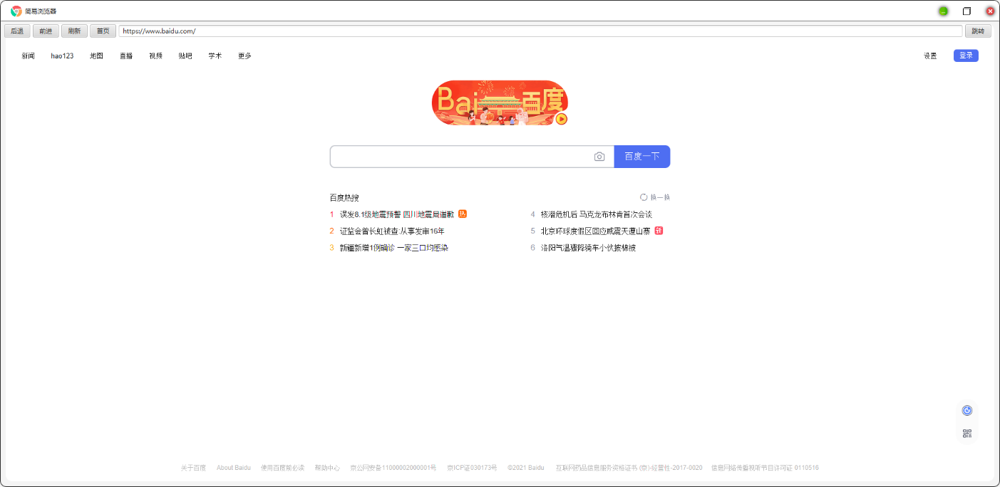 简易浏览器
后退 前进 刷新 首页 https://www.baidu.com/ 跳转
新闻 hao123 地图 直播 视频 贴吧 学术 更多 设置 登录
Bai 百度
百度一下
百度热搜 换一换
1 误发8.1级地震预警 四川地震局道歉 热
4 核潜危机后 马克龙布林肯首次会谈
2 证监会曾长虹被查:从事发审16年
5 北京环球度假区回应威震天遭山寨 新
3 新疆新增1例确诊 一家三口均感染
6 洛阳气温骤降骑车小伙披棉被
关于百度 About Baidu 使用百度前必读 帮助中心 京公网安备11000002000001号 京ICP证030173号 ©2021 Baidu 互联网药品信息服务资格证书 (京)-经营性-2017-0020 信息网络传播视听节目许可证 0110516